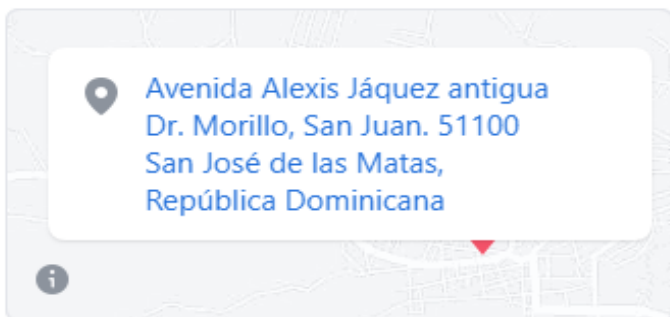 Avenida Alexis Jáquez antigua
Dr. Morillo, San Juan. 51100
San José de las Matas,
República Dominicana